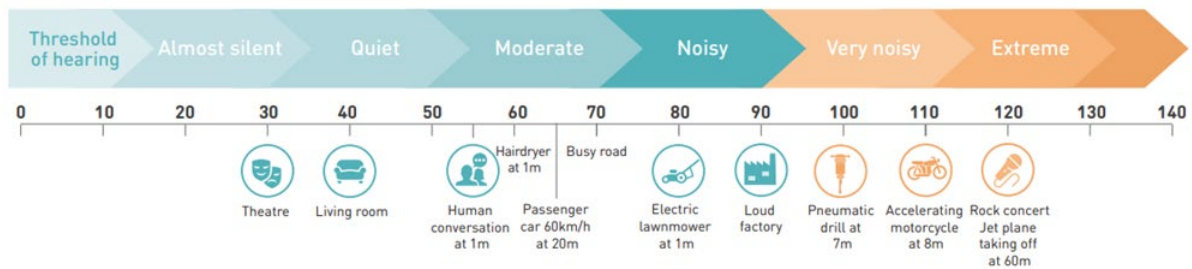 Threshold
of hearing
Almost silent
Quiet
Moderate
Noisy
Very noisy
Extreme
0 10 20 30 40 50 60 70 80 90 100 110 120 130 140
Theatre
Living room
Human
conversation
at 1m
Hairdryer
at 1m
Passenger
car 60km/h
at 20m
Busy road
Electric
lawnmower
at 1m
Loud
factory
Pneumatic
drill at
7m
Accelerating
motorcycle
at 8m
Rock concert
Jet plane
taking off
at 60m